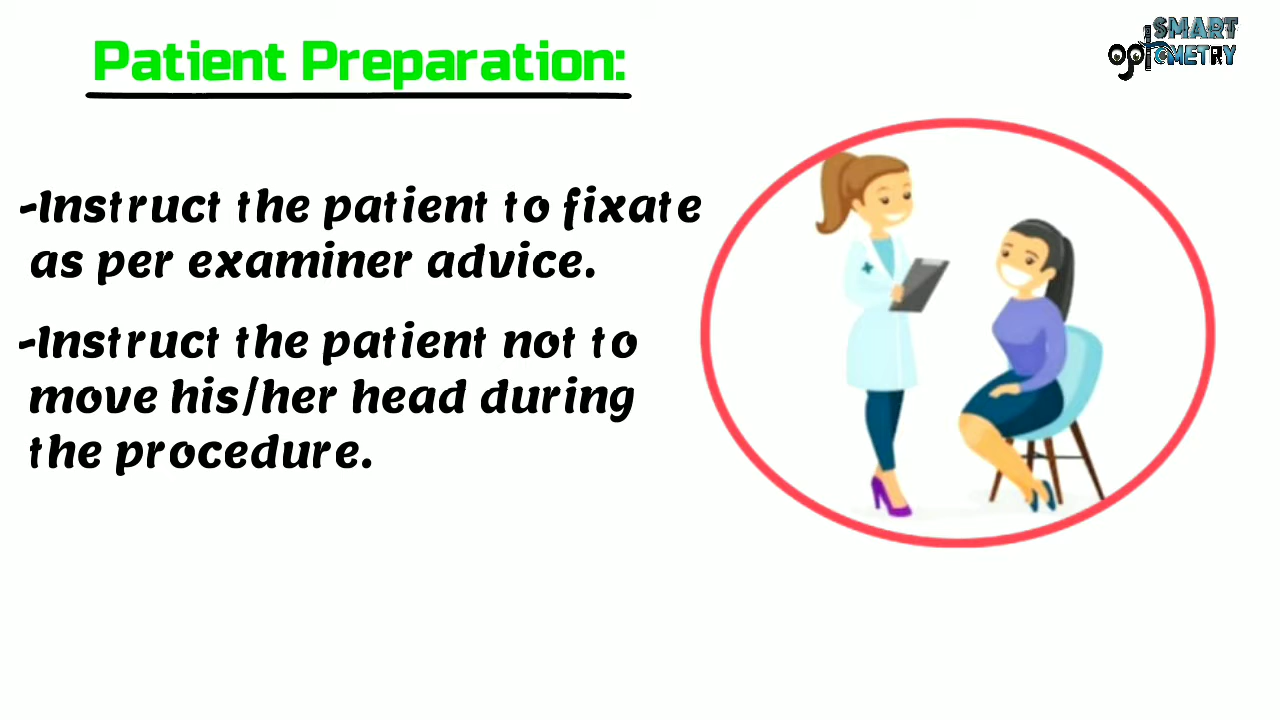 Patient Preparation:
SMART
optometry
-Instruct the patient to fixate
as per examiner advice.
-Instruct the patient not to
move his/her head during
the procedure.